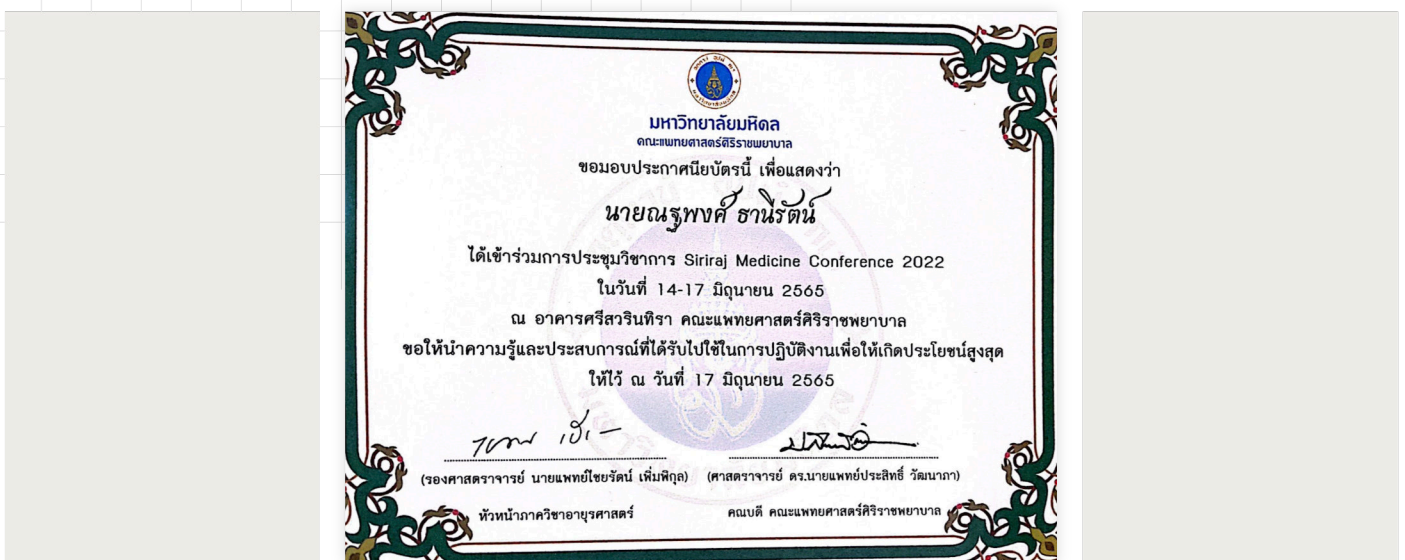 มหาวิทยาลัยมหิดล
คณะแพทยศาสตร์ศิริราชพยาบาล
ขอมอบประกาศนียบัตรนี้ เพื่อแสดงว่า
นายณฐพงศ์ ธานีรัตน์
ได้เข้าร่วมการประชุมวิชาการ Siriraj Medicine Conference 2022
ในวันที่ 14-17 มิถุนายน 2565
ณ อาคารศรีสวรินทิรา คณะแพทยศาสตร์ศิริราชพยาบาล
ขอให้นำความรู้และประสบการณ์ที่ได้รับไปใช้ในการปฏิบัติงานเพื่อให้เกิดประโยชน์สูงสุด
ให้ไว้ ณ วันที่ 17 มิถุนายน 2565
(รองศาสตราจารย์ นายแพทย์ไชยรัตน์ เพิ่มพิกุล) (ศาสตราจารย์ ดร.นายแพทย์ประสิทธิ์ วัฒนาภา)
หัวหน้าภาควิชาอายุรศาสตร์ คณบดี คณะแพทยศาสตร์ศิริราชพยาบาล